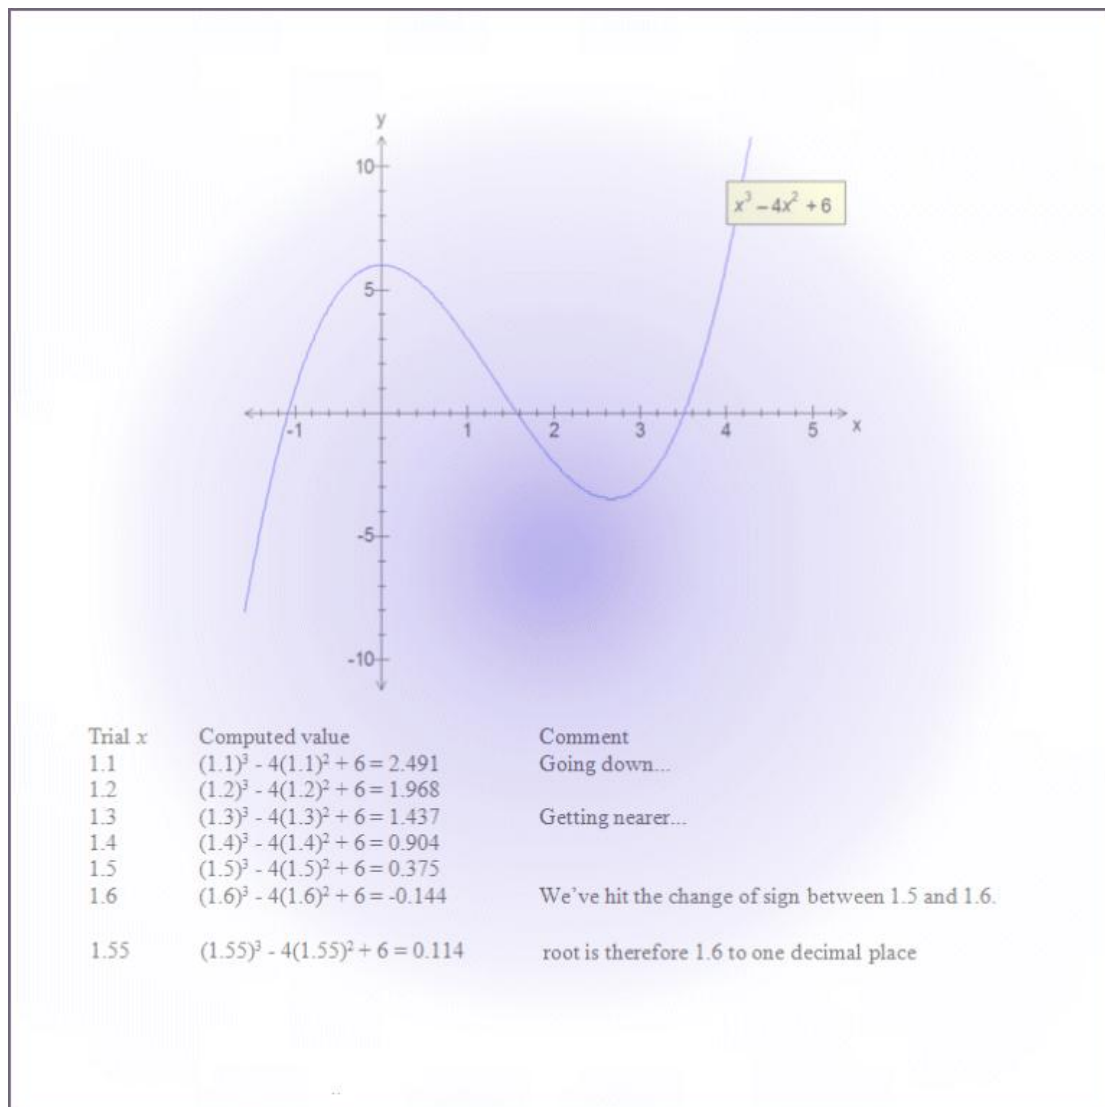 y
10
x³ – 4x² + 6
5
-1 1 2 3 4 5 x
-5
-10
Trial x Computed value Comment
1.1 (1.1)³ - 4(1.1)² + 6 = 2.491 Going down...
1.2 (1.2)³ - 4(1.2)² + 6 = 1.968
1.3 (1.3)³ - 4(1.3)² + 6 = 1.437 Getting nearer...
1.4 (1.4)³ - 4(1.4)² + 6 = 0.904
1.5 (1.5)³ - 4(1.5)² + 6 = 0.375
1.6 (1.6)³ - 4(1.6)² + 6 = -0.144 We’ve hit the change of sign between 1.5 and 1.6.
1.55 (1.55)³ - 4(1.55)² + 6 = 0.114 root is therefore 1.6 to one decimal place